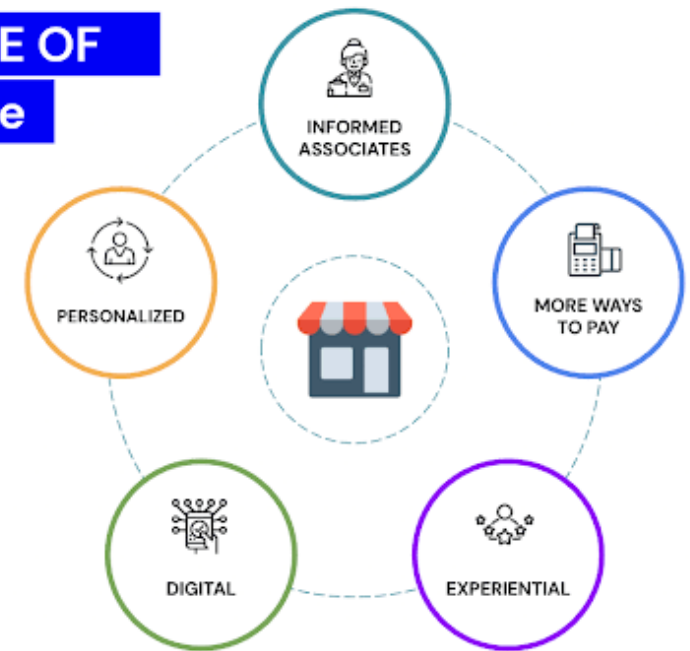 E OF
e
INFORMED
ASSOCIATES
MORE WAYS
TO PAY
PERSONALIZED
DIGITAL
EXPERIENTIAL